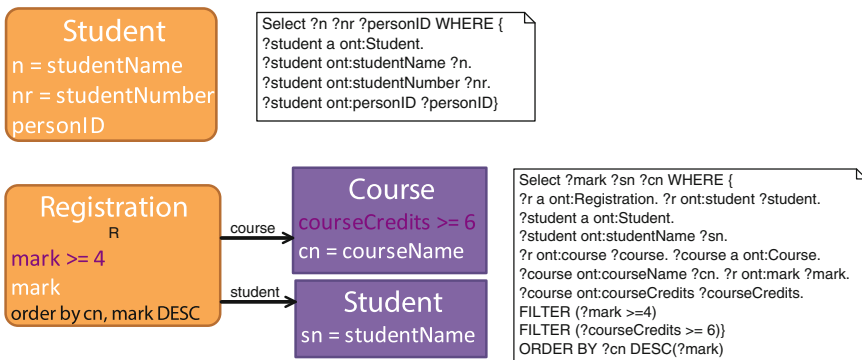 Student
n = studentName
nr = studentNumber
personID
Select ?n ?nr ?personID WHERE {
?student a ont:Student.
?student ont:studentName ?n.
?student ont:studentNumber ?nr.
?student ont:personID ?personID}
Registration
R
mark >= 4
mark
order by cn, mark DESC
course
student
Course
courseCredits >= 6
cn = courseName
Student
sn = studentName
Select ?mark ?sn ?cn WHERE {
?r a ont:Registration. ?r ont:student ?student.
?student a ont:Student.
?student ont:studentName ?sn.
?r ont:course ?course. ?course a ont:Course.
?course ont:courseName ?cn. ?r ont:mark ?mark.
?course ont:courseCredits ?courseCredits.
FILTER (?mark >=4)
FILTER (?courseCredits >= 6)}
ORDER BY ?cn DESC(?mark)